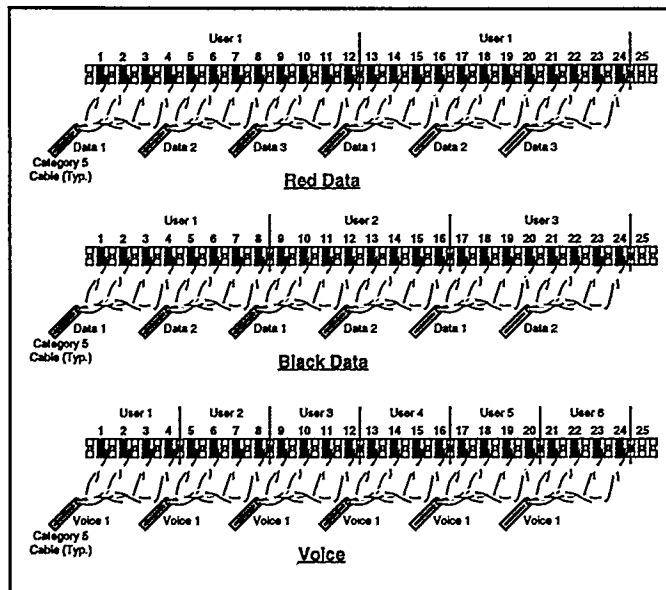 User 1 User 1
1 2 3 4 5 6 7 8 9 10 11 12 13 14 15 16 17 18 19 20 21 22 23 24 25
Data 1 Data 2 Data 3 Data 1 Data 2 Data 3
Category 5
Cable (Typ.)
Red Data
User 1 User 2 User 3
1 2 3 4 5 6 7 8 9 10 11 12 13 14 15 16 17 18 19 20 21 22 23 24 25
Data 1 Data 2 Data 1 Data 2 Data 1 Data 2
Category 5
Cable (Typ.)
Black Data
User 1 User 2 User 3 User 4 User 5 User 6
1 2 3 4 5 6 7 8 9 10 11 12 13 14 15 16 17 18 19 20 21 22 23 24 25
Voice 1 Voice 1 Voice 1 Voice 1 Voice 1 Voice 1
Category 5
Cable (Typ.)
Voice